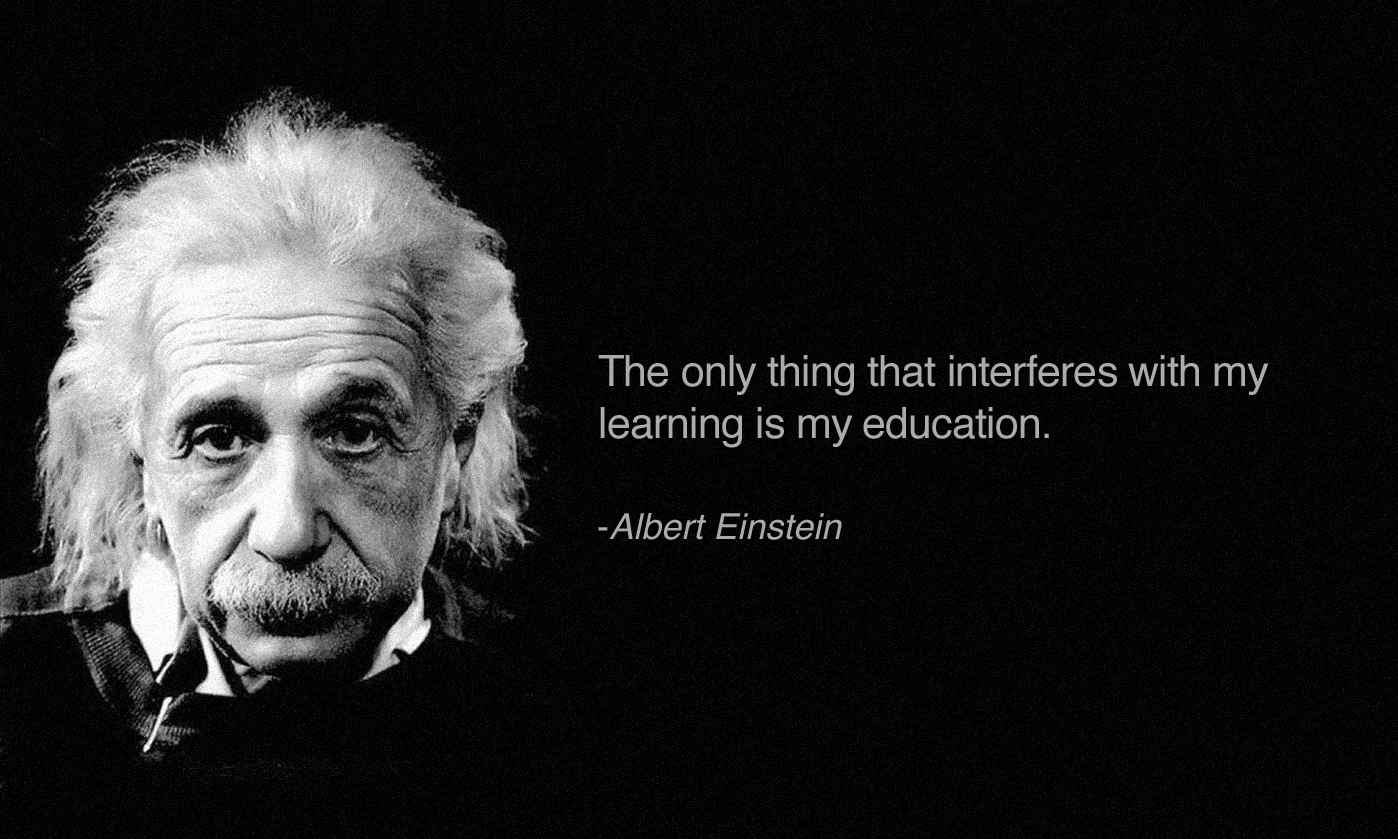 The only thing that interferes with my
learning is my education.
-Albert Einstein